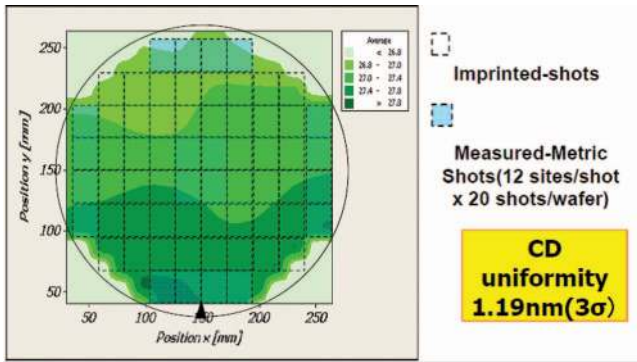 Average
< 26.8
26.8 - 27.0
27.0 - 27.4
27.4 - 27.8
> 27.8
Position y [mm]
250
200
150
100
50
50
100
150
200
250
Position x [mm]
Imprinted-shots
Measured-Metric
Shots(12 sites/shot
x 20 shots/wafer)
CD
uniformity
1.19nm(3σ)